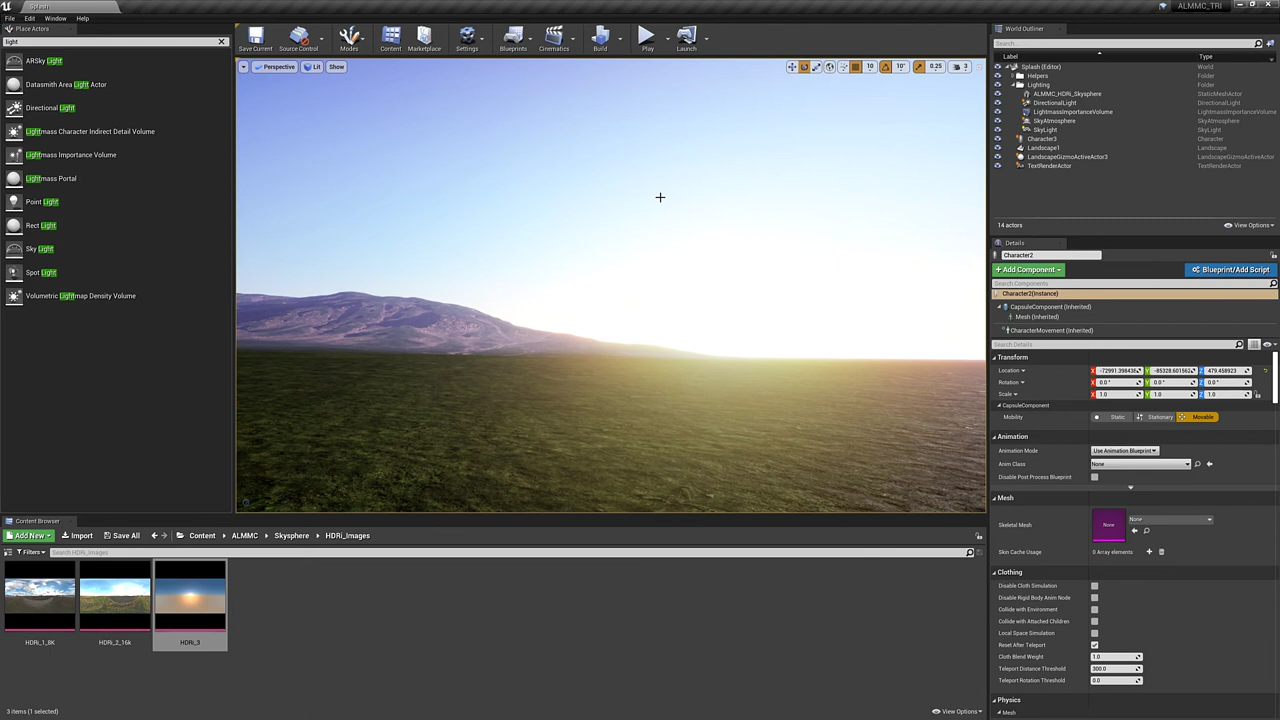 Splash
ALMMC_TRI
File Edit Window Help
Place Actors
light
ARSky Light
Datasmith Area Light Actor
Directional Light
Lightmass Character Indirect Detail Volume
Lightmass Importance Volume
Lightmass Portal
Point Light
Rect Light
Sky Light
Spot Light
Volumetric Lightmap Density Volume
Save Current Source Control Modes Content Marketplace Settings Blueprints Cinematics Build Play Launch
Perspective Lit Show 10 10° 0.25 3
World Outliner
Search...
Label Type
Splash (Editor) World
Helpers Folder
Lighting Folder
ALMMC_HDRi_Skysphere StaticMeshActor
DirectionalLight DirectionalLight
LightmassImportanceVolume LightmassImportanceVolume
SkyAtmosphere SkyAtmosphere
SkyLight SkyLight
Character3 Character
Landscape1 Landscape
LandscapeGizmoActiveActor3 LandscapeGizmoActiveActor
TextRenderActor TextRenderActor
14 actors View Options
Details
Character2
+ Add Component Blueprint/Add Script
Search Components
Character2(Instance)
CapsuleComponent (Inherited)
Mesh (Inherited)
CharacterMovement (Inherited)
Search Details
Transform
Location X -72991.398438 Y -85328.601562 Z 479.458923
Rotation X 0.0 ° Y 0.0 ° Z 0.0 °
Scale X 1.0 Y 1.0 Z 1.0
CapsuleComponent
Mobility Static Stationary Movable
Animation
Animation Mode Use Animation Blueprint
Anim Class None
Disable Post Process Blueprint
Mesh
Skeletal Mesh None None
Skin Cache Usage 0 Array elements
Clothing
Disable Cloth Simulation
Disable Rigid Body Anim Node
Collide with Environment
Collide with Attached Children
Local Space Simulation
Reset After Teleport
Cloth Blend Weight 1.0
Teleport Distance Threshold 300.0
Teleport Rotation Threshold 0.0
Physics
Mesh
Content Browser
Add New Import Save All Content ALMMC Skysphere HDRi_Images
Filters Search HDRi_Images
HDRi_1_8K HDRi_2_16k HDRi_3
3 items (1 selected) View Options